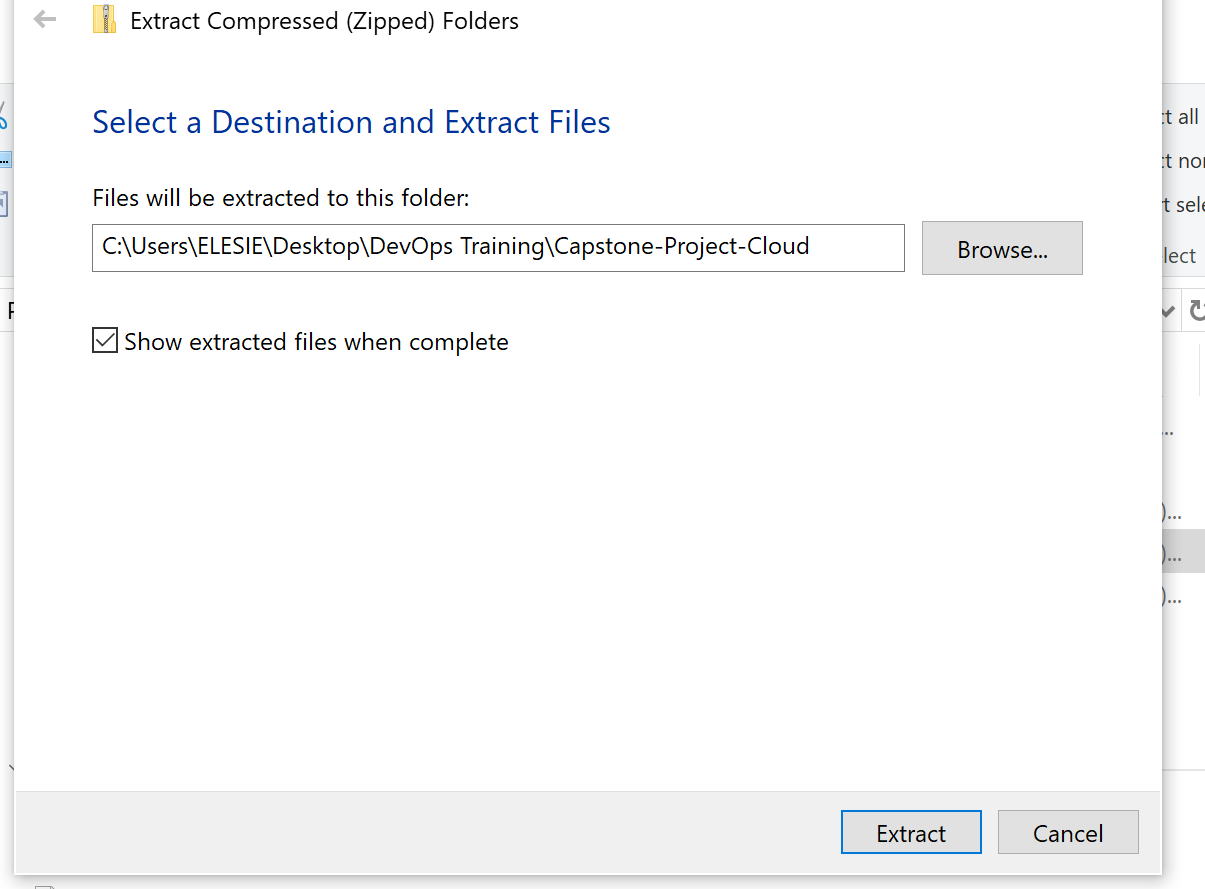 Extract Compressed (Zipped) Folders
Select a Destination and Extract Files
Files will be extracted to this folder:
C:\Users\ELESIE\Desktop\DevOps Training\Capstone-Project-Cloud
Browse...
Show extracted files when complete
Extract
Cancel
ct all
ct nor
rt sele
lect
...
)...
)...
)...